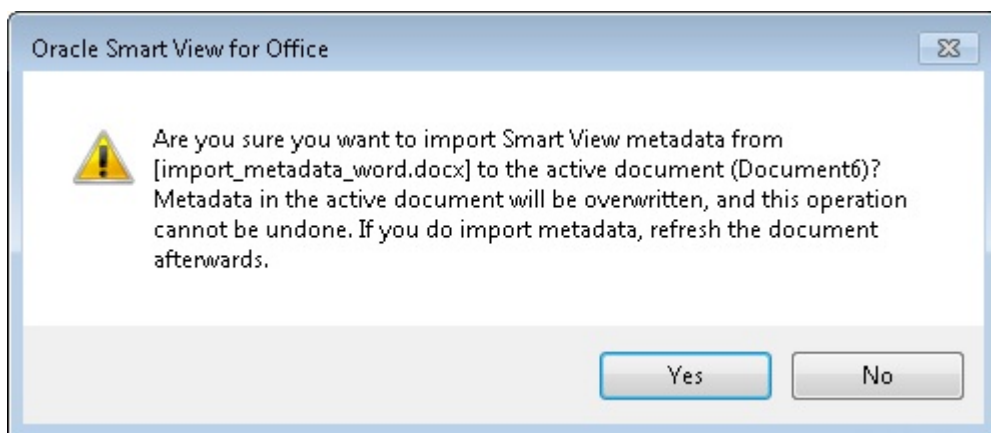 Oracle Smart View for Office
Are you sure you want to import Smart View metadata from
[import_metadata_word.docx] to the active document (Document6)?
Metadata in the active document will be overwritten, and this operation
cannot be undone. If you do import metadata, refresh the document
afterwards.
Yes No